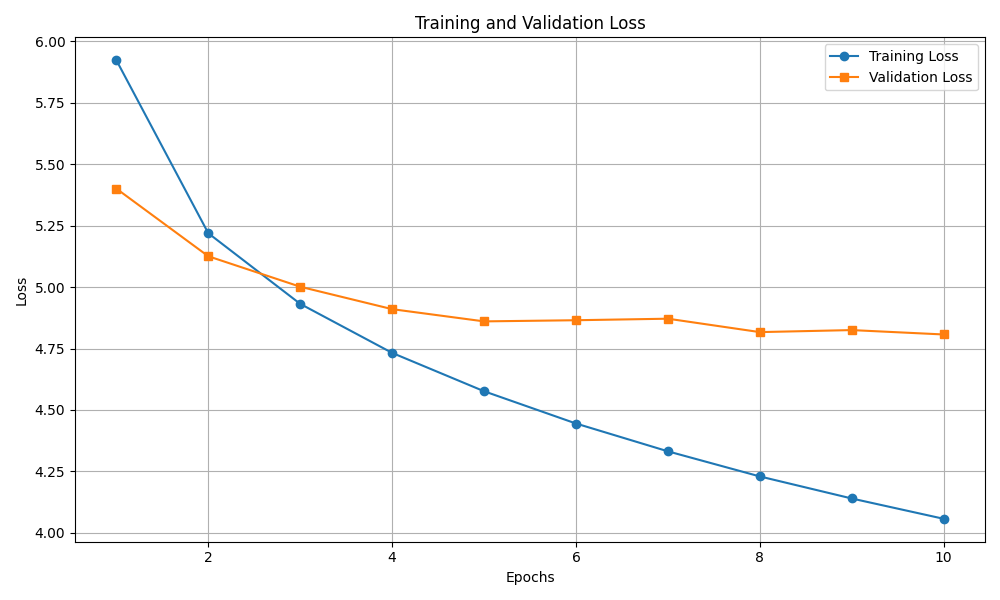 Training and Validation Loss
Training Loss
Validation Loss
6.00
5.75
5.50
5.25
5.00
4.75
4.50
4.25
4.00
Loss
2 4 6 8 10
Epochs